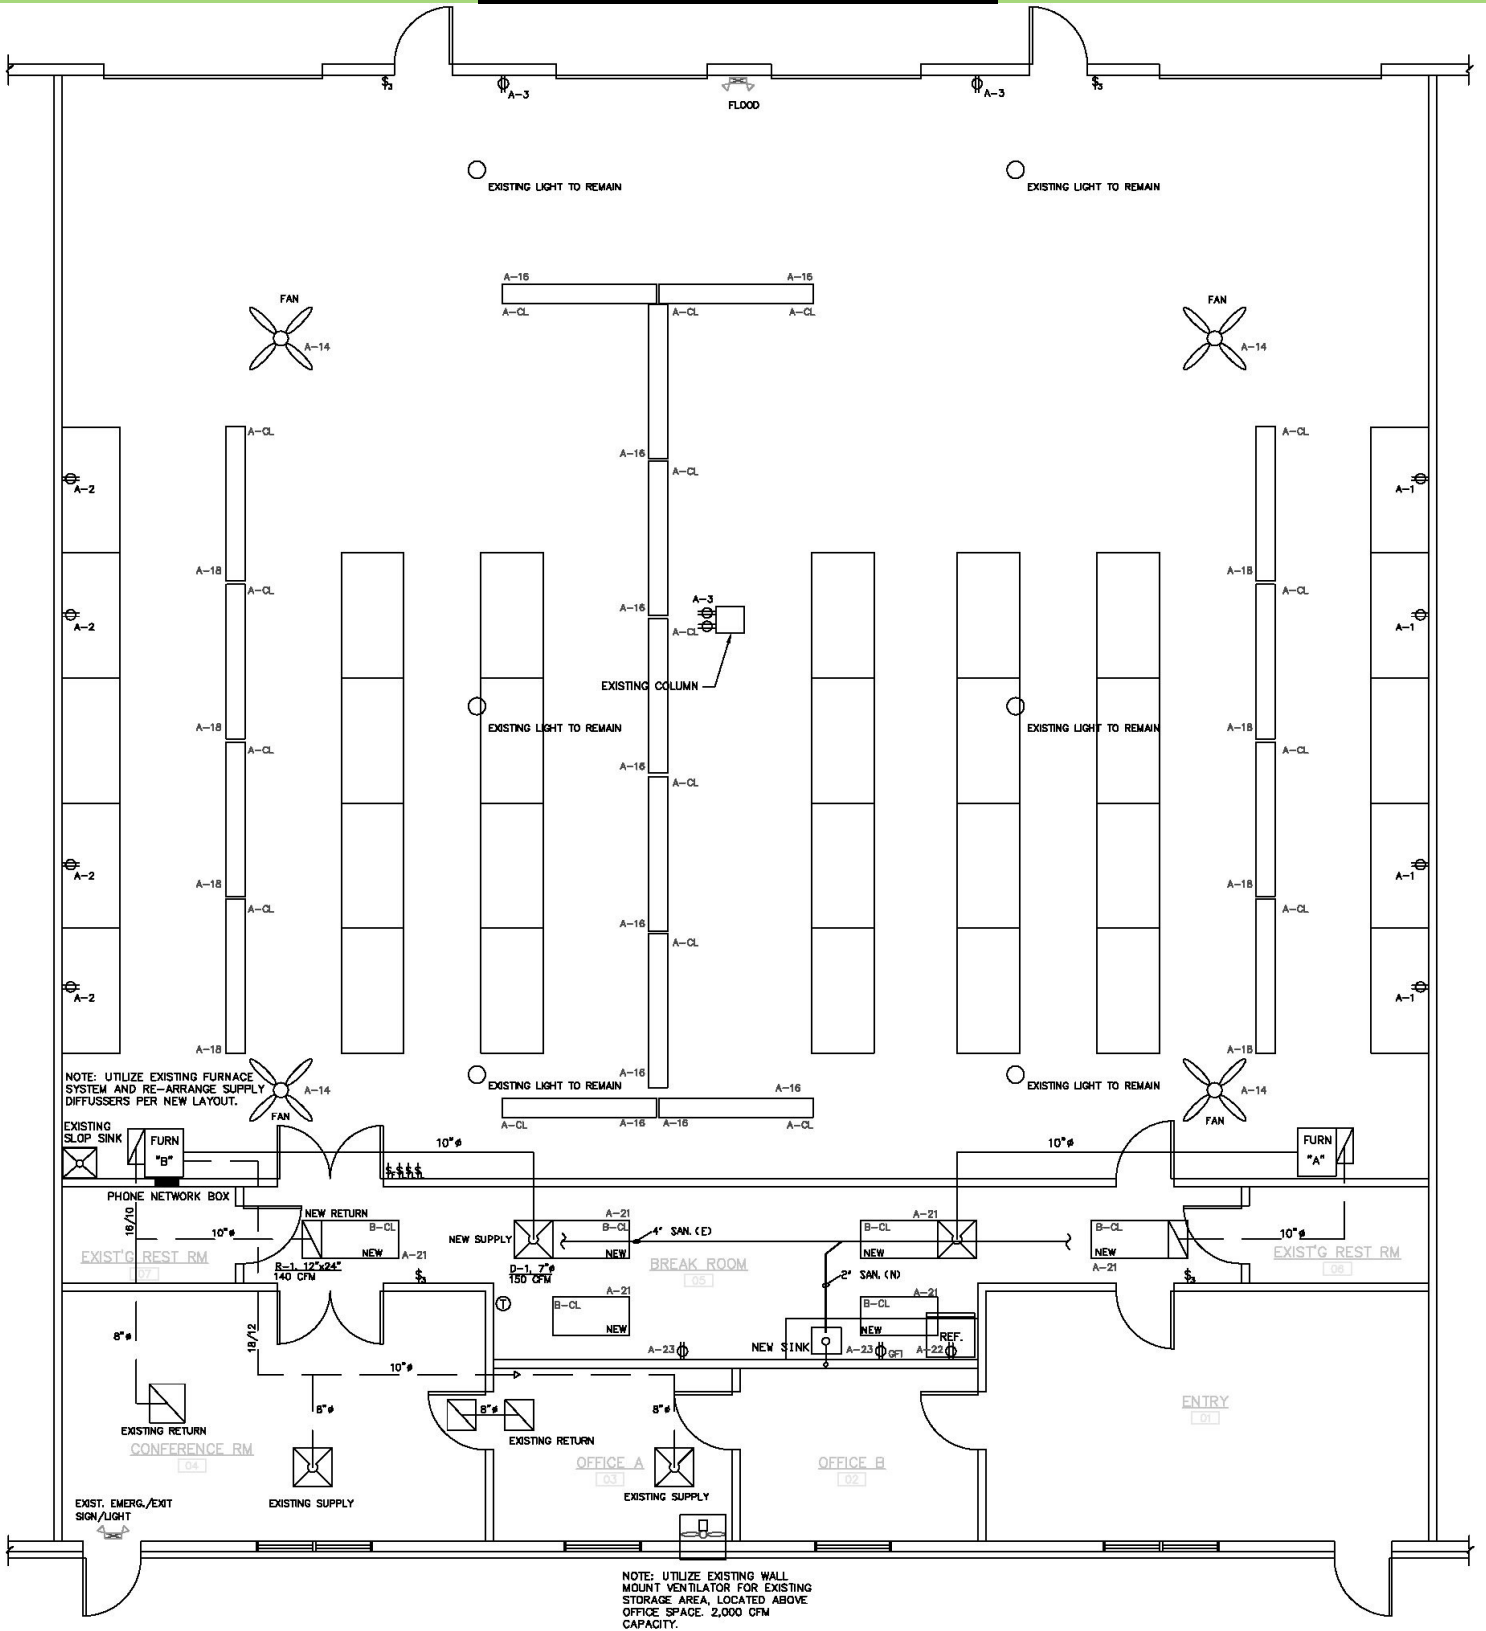 $3
A-3
FLOOD
A-3
$3
EXISTING LIGHT TO REMAIN
EXISTING LIGHT TO REMAIN
A-16
A-16
FAN
FAN
A-CL
A-CL
A-CL
A-14
A-14
A-CL
A-CL
A-16
A-CL
A-2
A-1
A-18
A-18
A-CL
A-CL
A-3
A-16
A-2
A-CL
A-1
EXISTING COLUMN
A-18
EXISTING LIGHT TO REMAIN
EXISTING LIGHT TO REMAIN
A-18
A-CL
A-CL
A-16
A-CL
A-2
A-1
A-18
A-18
A-CL
A-CL
A-16
A-CL
A-2
A-1
A-18
A-18
NOTE: UTILIZE EXISTING FURNACE
SYSTEM AND RE-ARRANGE SUPPLY
DIFFUSSERS PER NEW LAYOUT.
A-14
FAN
A-16
EXISTING LIGHT TO REMAIN
A-16
EXISTING LIGHT TO REMAIN
A-14
FAN
A-CL
A-16
A-16
A-CL
EXISTING
SLOP SINK
FURN
"B"
10"ø
10"ø
FURN
"A"
PHONE NETWORK BOX
16/10
10"ø
NEW RETURN
B-CL
NEW
A-21
R-1, 12"x24"
140 CFM
$3
NEW SUPPLY
A-21
B-CL
NEW
D-1, 7"ø
150 CFM
4" SAN. (E)
A-21
B-CL
NEW
B-CL
NEW
A-21
10"ø
$3
EXIST'G REST RM
07
BREAK ROOM
05
EXIST'G REST RM
06
2" SAN. (N)
T
A-21
B-CL
NEW
A-21
B-CL
NEW
REF.
8"ø
18/12
A-23
NEW SINK
A-23
GFI
A-22
10"ø
8"ø
8"ø
8"ø
EXISTING RETURN
EXISTING RETURN
CONFERENCE RM
04
OFFICE A
03
OFFICE B
02
ENTRY
01
EXISTING SUPPLY
EXISTING SUPPLY
EXIST. EMERG./EXIT
SIGN/LIGHT
NOTE: UTILIZE EXISTING WALL
MOUNT VENTILATOR FOR EXISTING
STORAGE AREA, LOCATED ABOVE
OFFICE SPACE. 2,000 CFM
CAPACITY.